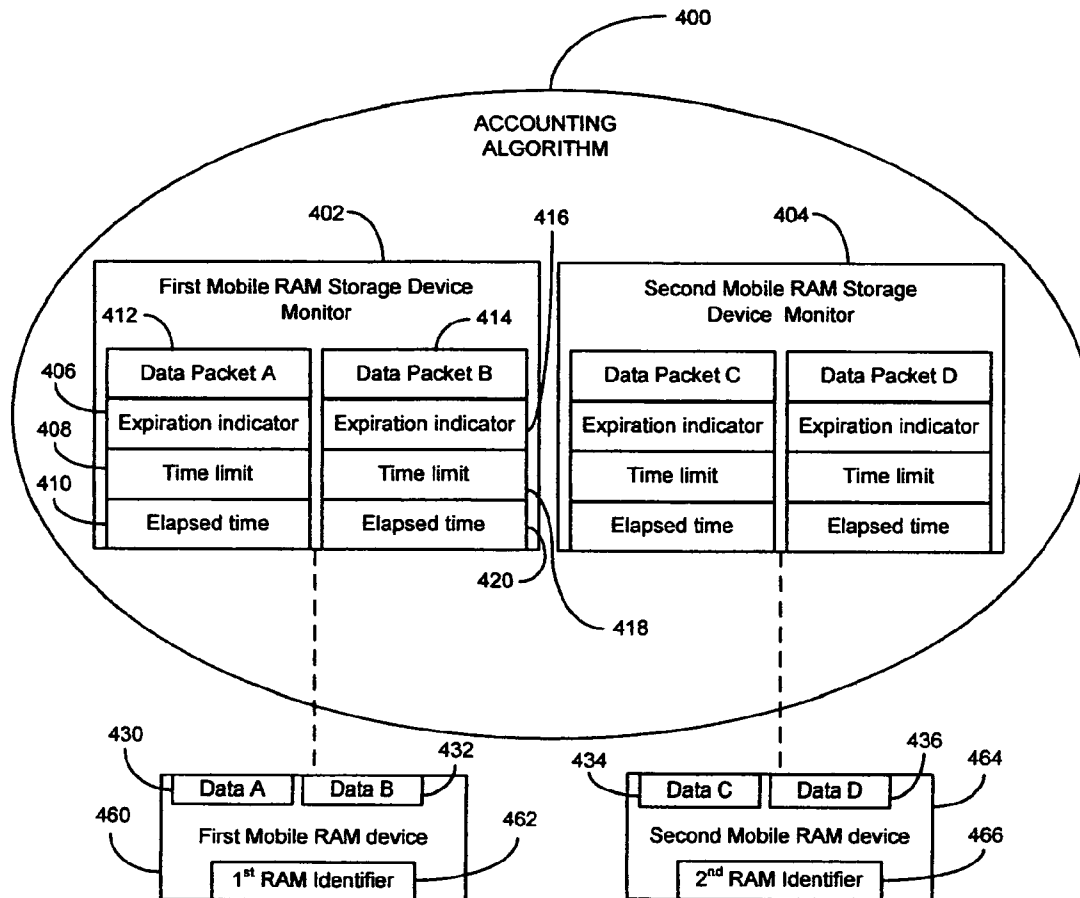 400
ACCOUNTING
ALGORITHM
402
416
404
First Mobile RAM Storage Device
Monitor
Second Mobile RAM Storage
Device Monitor
412
414
406
Data Packet A
Data Packet B
Data Packet C
Data Packet D
408
Expiration indicator
Expiration indicator
Expiration indicator
Expiration indicator
410
Time limit
Time limit
Time limit
Time limit
Elapsed time
Elapsed time
Elapsed time
Elapsed time
420
418
430
432
434
436
464
Data A
Data B
Data C
Data D
460
First Mobile RAM device
462
Second Mobile RAM device
466
1st RAM Identifier
2nd RAM Identifier